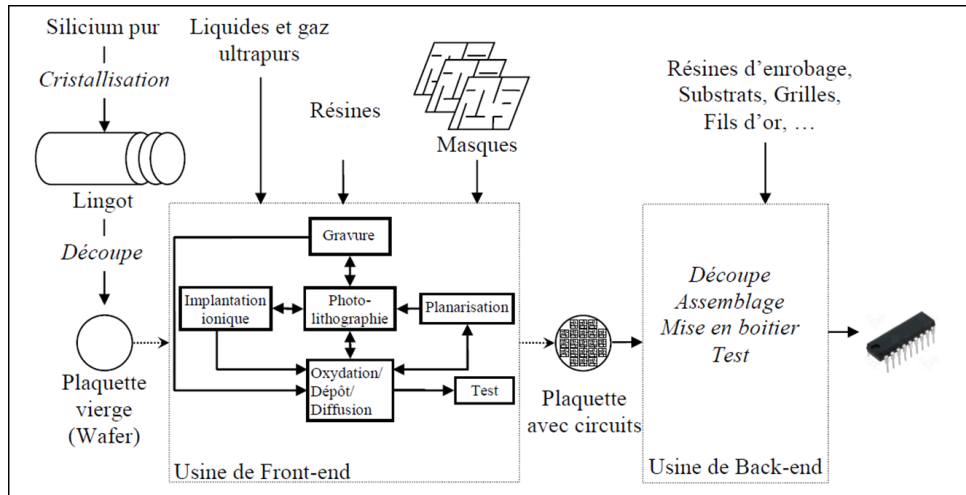 Silicium pur
Cristallisation
Lingot
Découpe
Plaquette
vierge
(Wafer)
Liquides et gaz
ultrapurs
Résines
Masques
Gravure
Implantation
ionique
Photo-
lithographie
Planarisation
Oxydation/
Dépôt/
Diffusion
Test
Usine de Front-end
Plaquette
avec circuits
Résines d'enrobage,
Substrats, Grilles,
Fils d'or, ...
Découpe
Assemblage
Mise en boitier
Test
Usine de Back-end